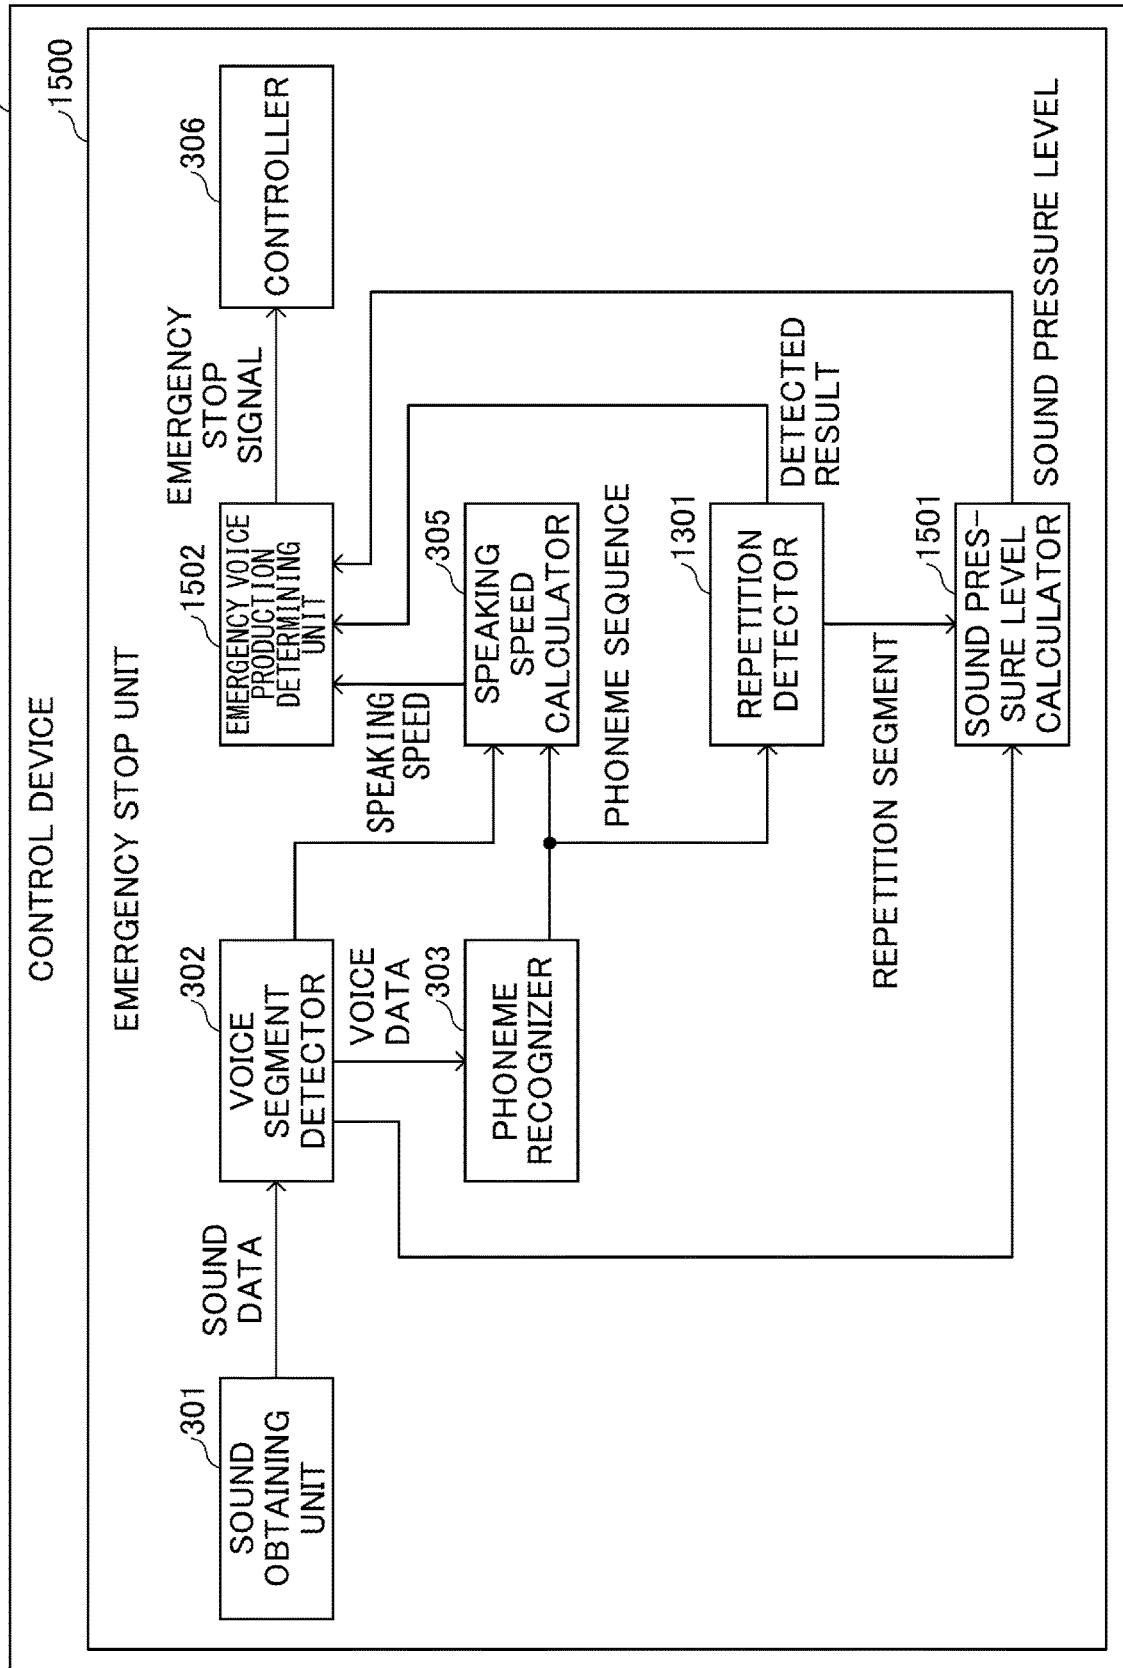 CONTROL DEVICE
1500
EMERGENCY STOP UNIT
301
SOUND
OBTAINING
UNIT
SOUND
DATA
302
VOICE
SEGMENT
DETECTOR
1502
EMERGENCY VOICE
PRODUCTION
DETERMINING
UNIT
EMERGENCY
STOP
SIGNAL
306
CONTROLLER
VOICE
DATA
SPEAKING
SPEED
303
PHONEME
RECOGNIZER
305
SPEAKING
SPEED
CALCULATOR
PHONEME SEQUENCE
1301
REPETITION
DETECTOR
DETECTED
RESULT
REPETITION SEGMENT
1501
SOUND PRES-
SURE LEVEL
CALCULATOR
SOUND PRESSURE LEVEL